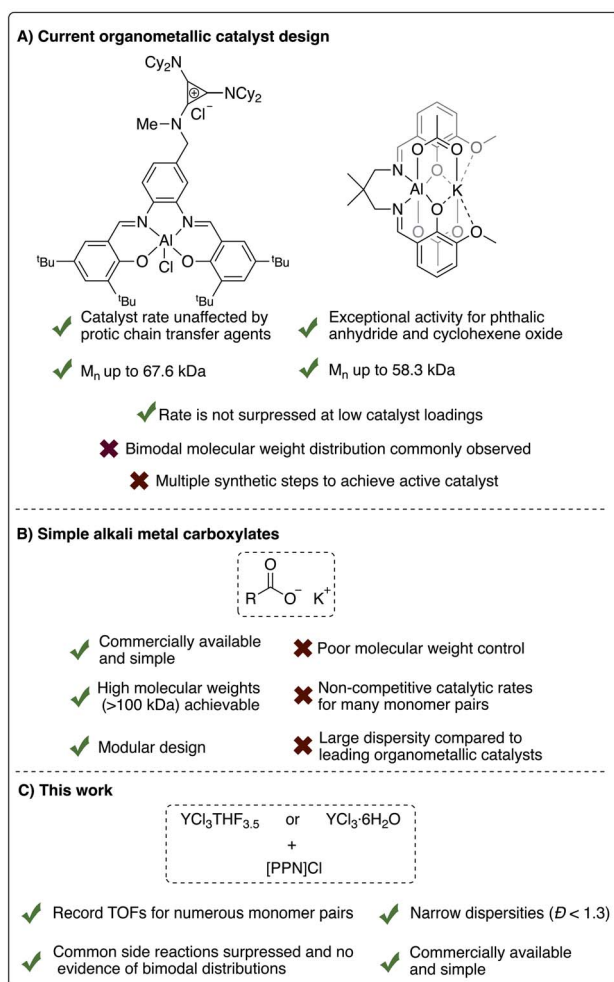 A) Current organometallic catalyst design
Cy₂N
NCy₂
⊕
Cl⁻
Me
N
N
N
Al
O
O
Cl
ᵗBu
ᵗBu
ᵗBu
ᵗBu
O
O
O
N
Al
K
N
O
O
O
O
Catalyst rate unaffected by
protic chain transfer agents
Exceptional activity for phthalic
anhydride and cyclohexene oxide
Mₙ up to 67.6 kDa
Mₙ up to 58.3 kDa
Rate is not surpressed at low catalyst loadings
Bimodal molecular weight distribution commonly observed
Multiple synthetic steps to achieve active catalyst
B) Simple alkali metal carboxylates
O
R
O⁻
K⁺
Commercially available
and simple
Poor molecular weight control
High molecular weights
(>100 kDa) achievable
Non-competitive catalytic rates
for many monomer pairs
Modular design
Large dispersity compared to
leading organometallic catalysts
C) This work
YCl₃THF₃.₅ or YCl₃·6H₂O
+
[PPN]Cl
Record TOFs for numerous monomer pairs
Narrow dispersities (Đ < 1.3)
Common side reactions surpressed and no
evidence of bimodal distributions
Commercially available
and simple